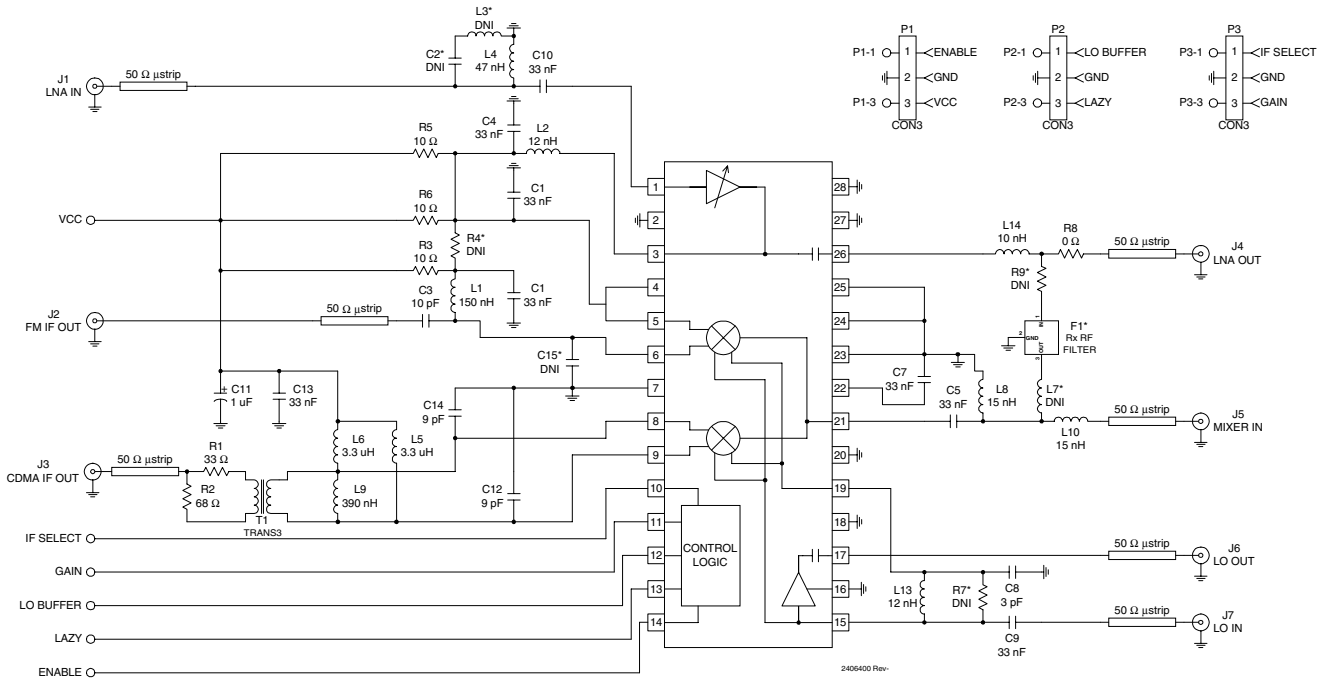 L3*
DNI
C2*
DNI
L4
47 nH
C10
33 nF
J1
LNA IN
50 Ω µstrip
C4
33 nF
L2
12 nH
R5
10 Ω
C1
33 nF
R6
10 Ω
VCC
R4*
DNI
R3
10 Ω
C3
10 pF
L1
150 nH
C1
33 nF
J2
FM IF OUT
50 Ω µstrip
C15*
DNI
C11
1 uF
+
C13
33 nF
C14
9 pF
L6
3.3 uH
L5
3.3 uH
J3
CDMA IF OUT
50 Ω µstrip
R1
33 Ω
R2
68 Ω
T1
TRANS3
L9
390 nH
C12
9 pF
IF SELECT
GAIN
LO BUFFER
LAZY
ENABLE
1
2
3
4
5
6
7
8
9
10
11
12
13
14
CONTROL
LOGIC
28
27
26
25
24
23
22
21
20
19
18
17
16
15
P1
P1-1
1
ENABLE
2
GND
P1-3
3
VCC
CON3
P2
P2-1
1
LO BUFFER
2
GND
P2-3
3
LAZY
CON3
P3
P3-1
1
IF SELECT
2
GND
P3-3
3
GAIN
CON3
L14
10 nH
R8
0 Ω
50 Ω µstrip
J4
LNA OUT
R9*
DNI
1
IN
2
GND
OUT
3
F1*
Rx RF
FILTER
C7
33 nF
C5
33 nF
L8
15 nH
L7*
DNI
L10
15 nH
50 Ω µstrip
J5
MIXER IN
50 Ω µstrip
J6
LO OUT
L13
12 nH
R7*
DNI
C8
3 pF
C9
33 nF
50 Ω µstrip
J7
LO IN
2406400 Rev-